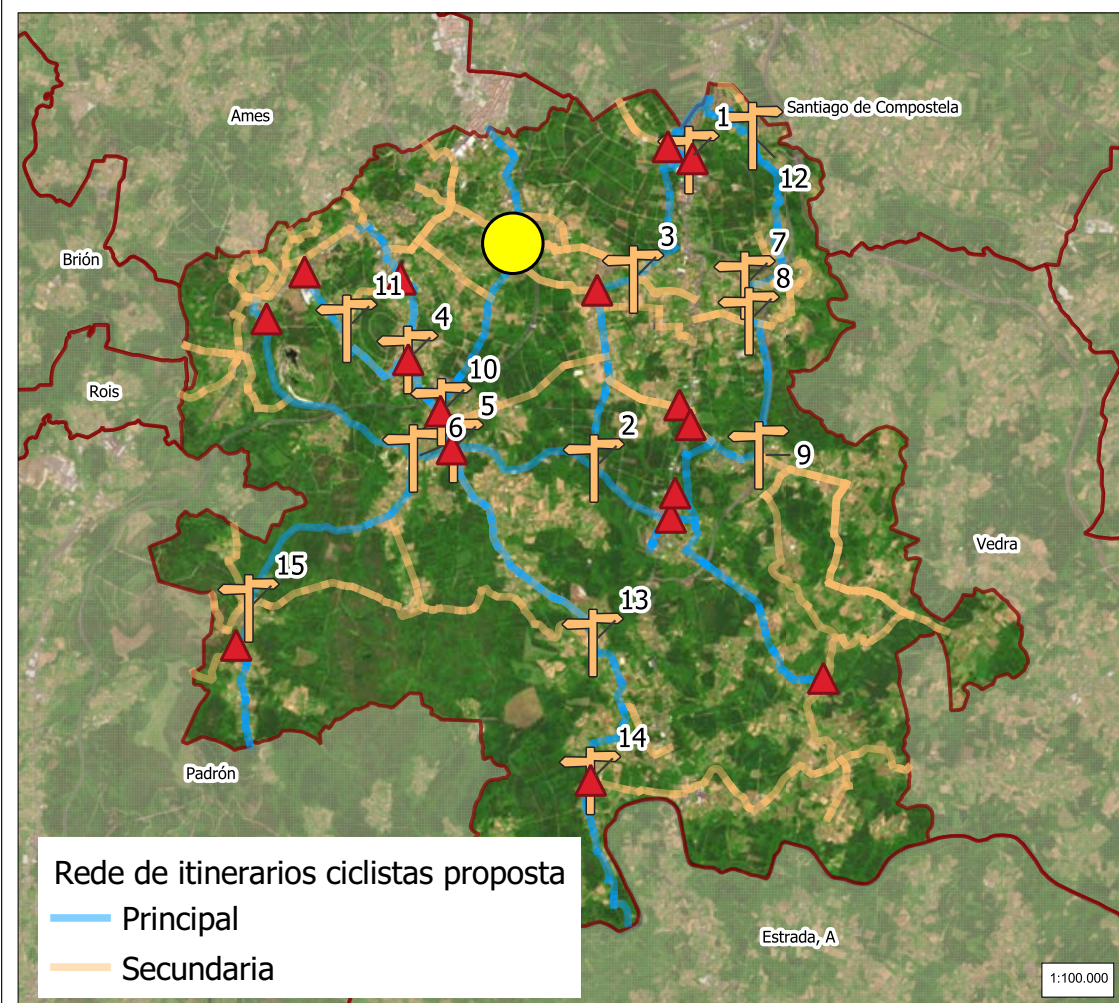 Ames
Santiago de Compostela
1
12
3
7
Brión
8
11
4
10
Rois
5
6
2
9
Vedra
15
13
14
Padrón
Rede de itinerarios ciclistas proposta
Principal
Secundaria
Estrada, A
1:100.000